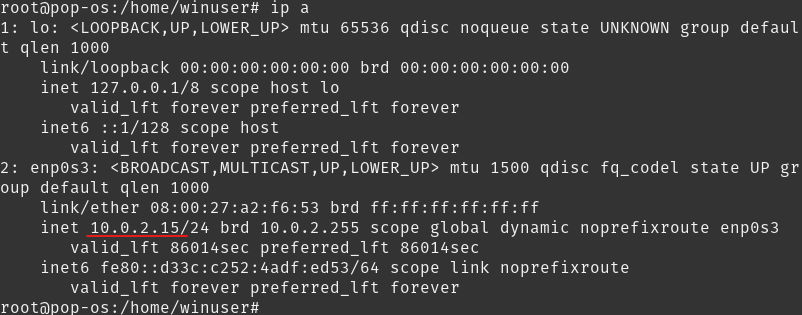 root@pop-os:/home/winuser# ip a
1: lo: <LOOPBACK,UP,LOWER_UP> mtu 65536 qdisc noqueue state UNKNOWN group defaul
t qlen 1000
    link/loopback 00:00:00:00:00:00 brd 00:00:00:00:00:00
    inet 127.0.0.1/8 scope host lo
       valid_lft forever preferred_lft forever
    inet6 ::1/128 scope host
       valid_lft forever preferred_lft forever
2: enp0s3: <BROADCAST,MULTICAST,UP,LOWER_UP> mtu 1500 qdisc fq_codel state UP gr
oup default qlen 1000
    link/ether 08:00:27:a2:f6:53 brd ff:ff:ff:ff:ff:ff
    inet 10.0.2.15/24 brd 10.0.2.255 scope global dynamic noprefixroute enp0s3
       valid_lft 86014sec preferred_lft 86014sec
    inet6 fe80::d33c:c252:4adf:ed53/64 scope link noprefixroute
       valid_lft forever preferred_lft forever
root@pop-os:/home/winuser#